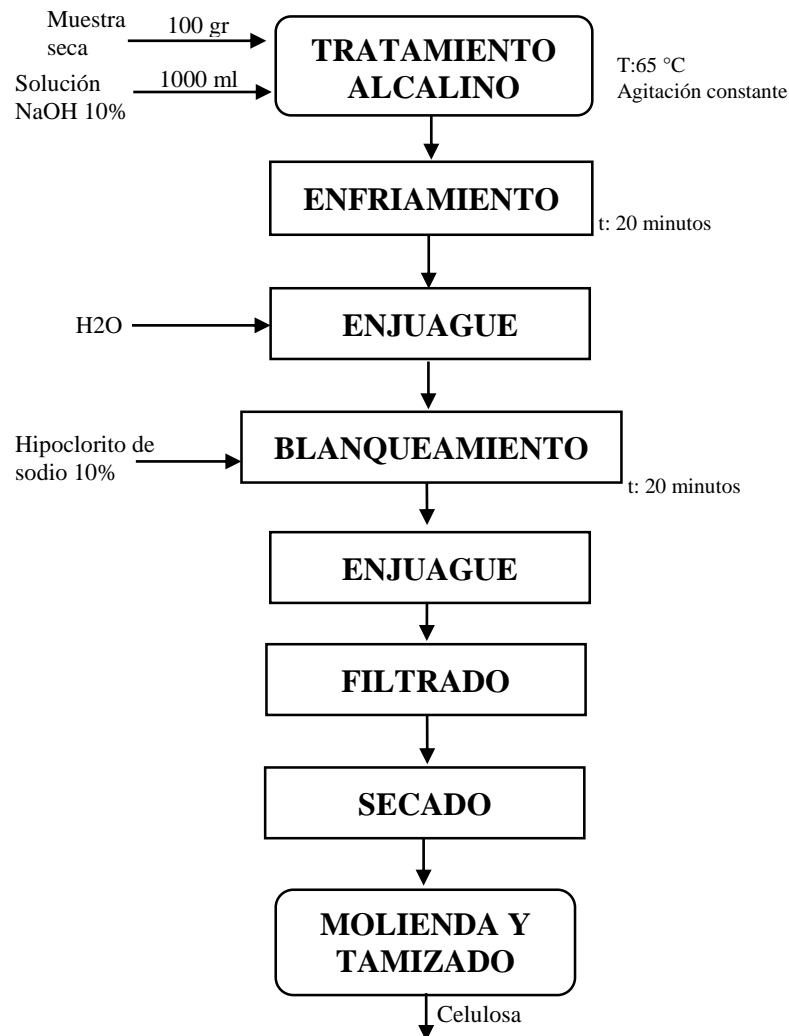 Muestra
seca
100 gr
Solución
NaOH 10%
1000 ml
TRATAMIENTO
ALCALINO
T:65 °C
Agitación constante
ENFRIAMIENTO
t: 20 minutos
H2O
ENJUAGUE
Hipoclorito de
sodio 10%
BLANQUEAMIENTO
t: 20 minutos
ENJUAGUE
FILTRADO
SECADO
MOLIENDA Y
TAMIZADO
Celulosa